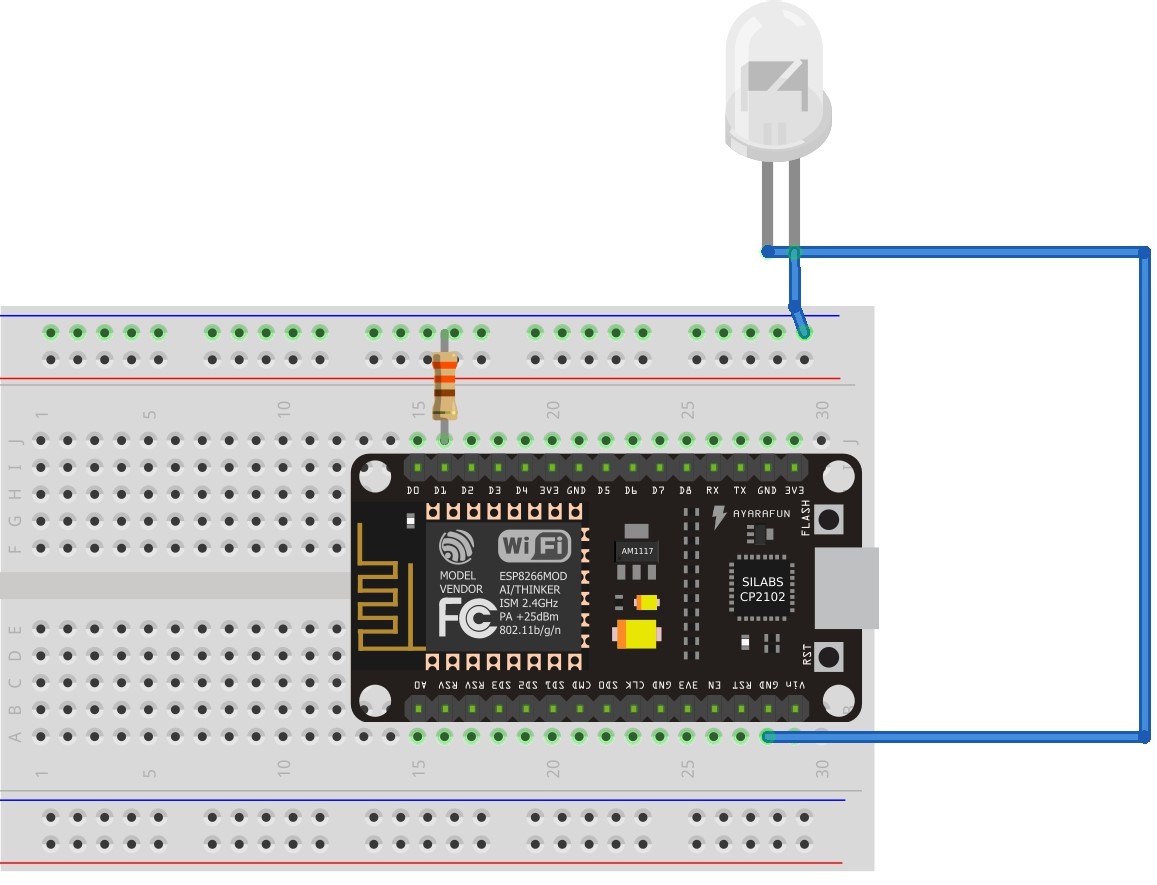 1 5 10 15 20 25 30
J J
I
H
G
F
D0 D1 D2 D3 D4 3V3 GND D5 D6 D7 D8 RX TX GND 3V3
AYARAFUN
FLASH
WiFi
AM1117
MODEL
VENDOR
ESP8266MOD
AI/THINKER
ISM 2.4GHz
PA +25dBm
802.11b/g/n
FC
SILABS
CP2102
RST
E
D
C
B B
A
A0 RSV RSV SD3 SD2 SD1 CMD SD0 CLK GND 3V3 EN RST GND Vin
1 5 10 15 20 25 30